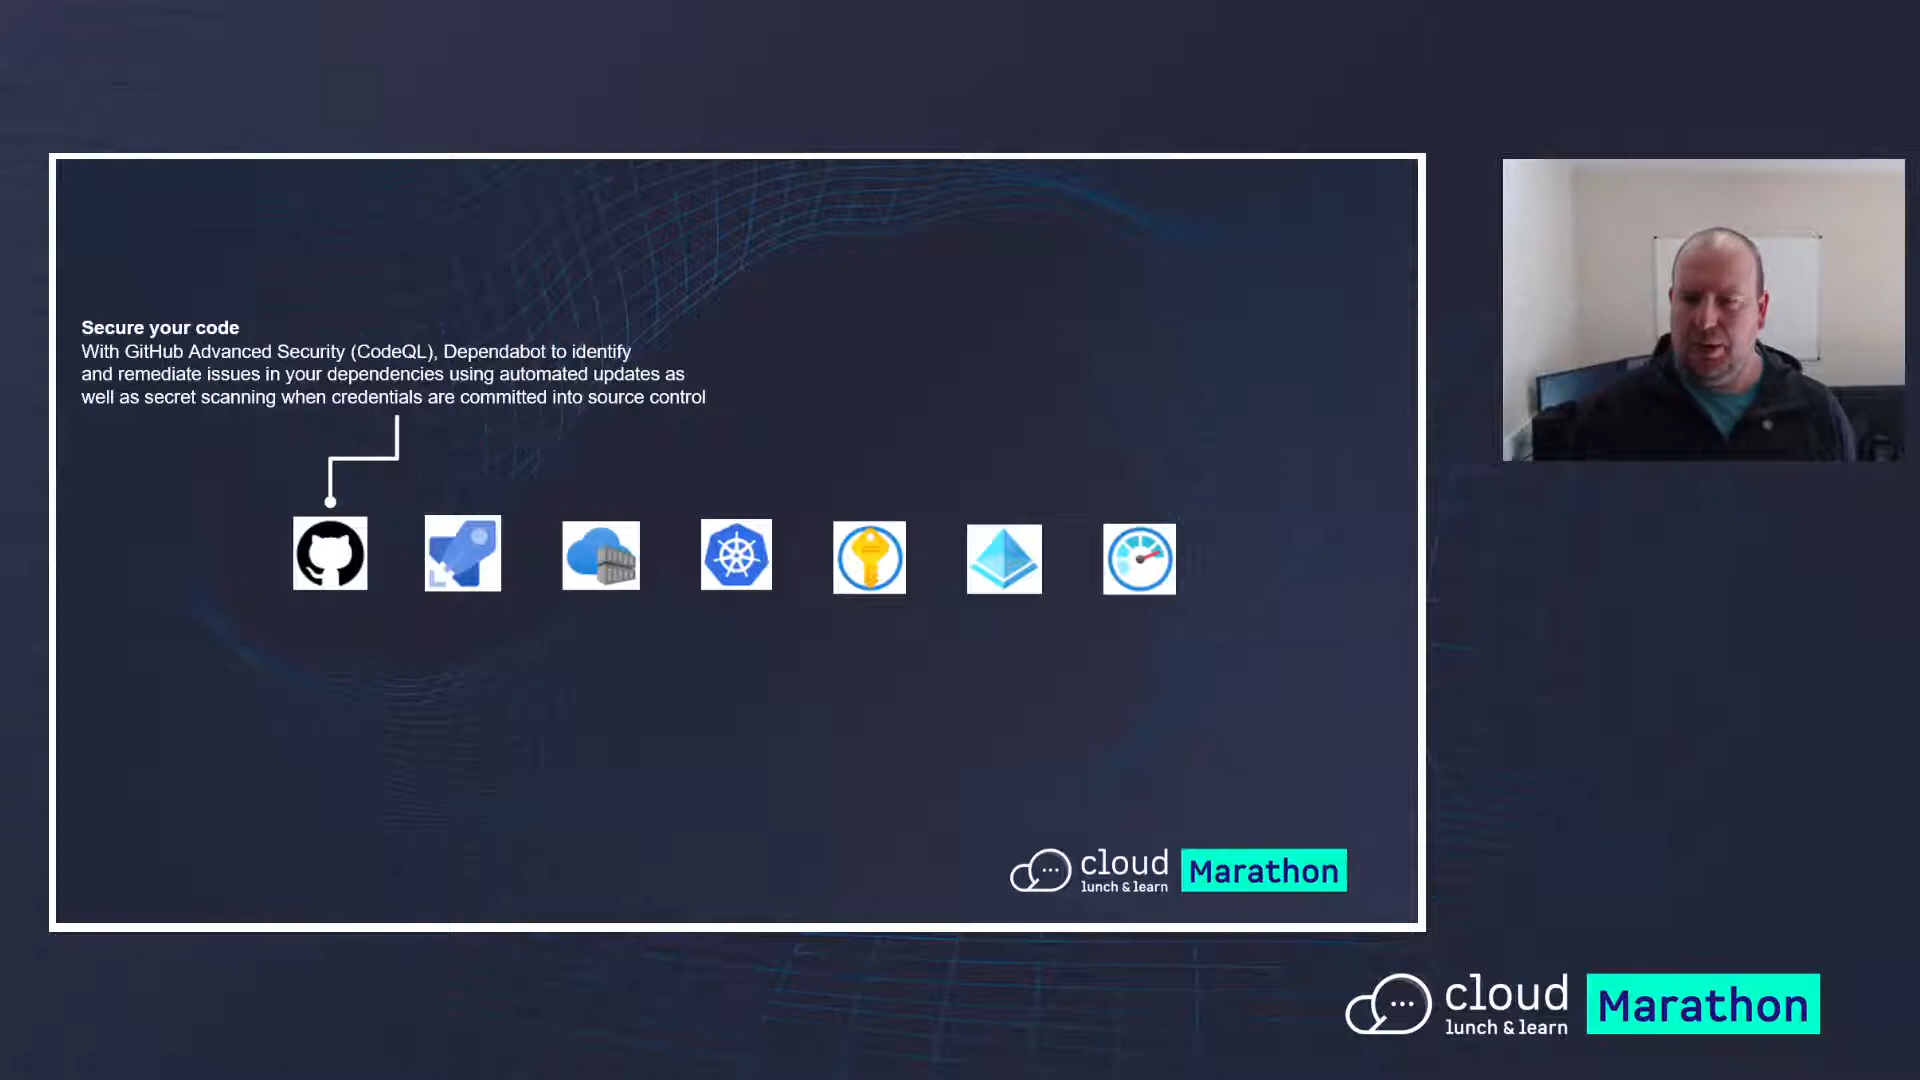 Secure your code
With GitHub Advanced Security (CodeQL), Dependabot to identify
and remediate issues in your dependencies using automated updates as
well as secret scanning when credentials are committed into source control
cloud
lunch & learn
Marathon
cloud
lunch & learn
Marathon